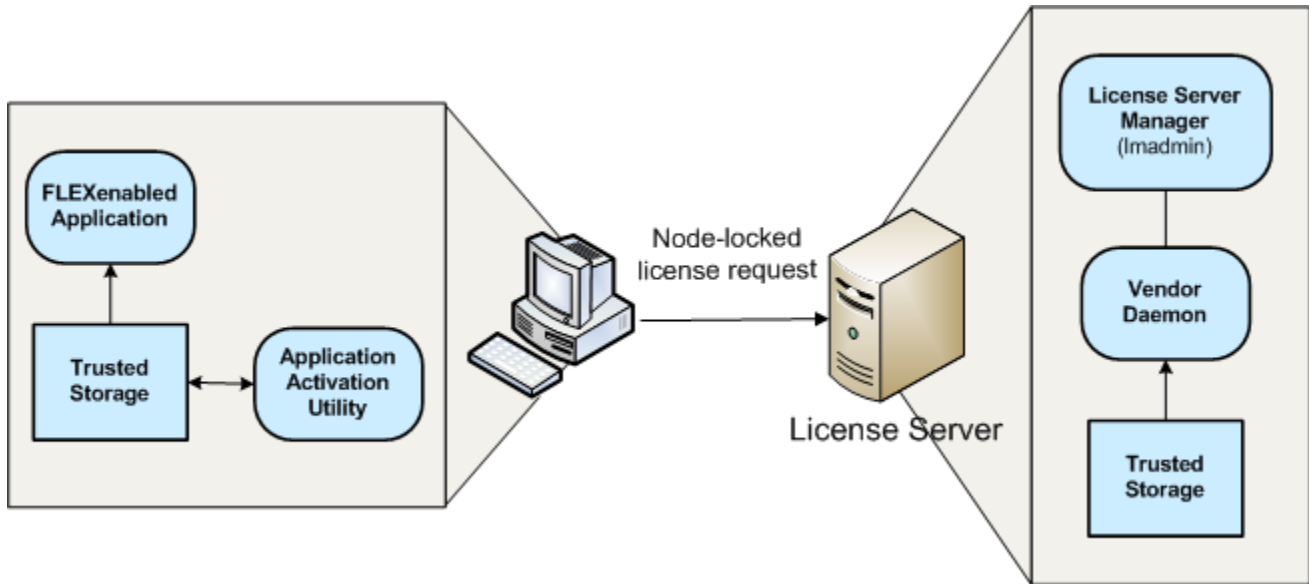 FLEXenabled
Application
Trusted
Storage
Application
Activation
Utility
Node-locked
license request
License Server
License Server
Manager
(lmadmin)
Vendor
Daemon
Trusted
Storage